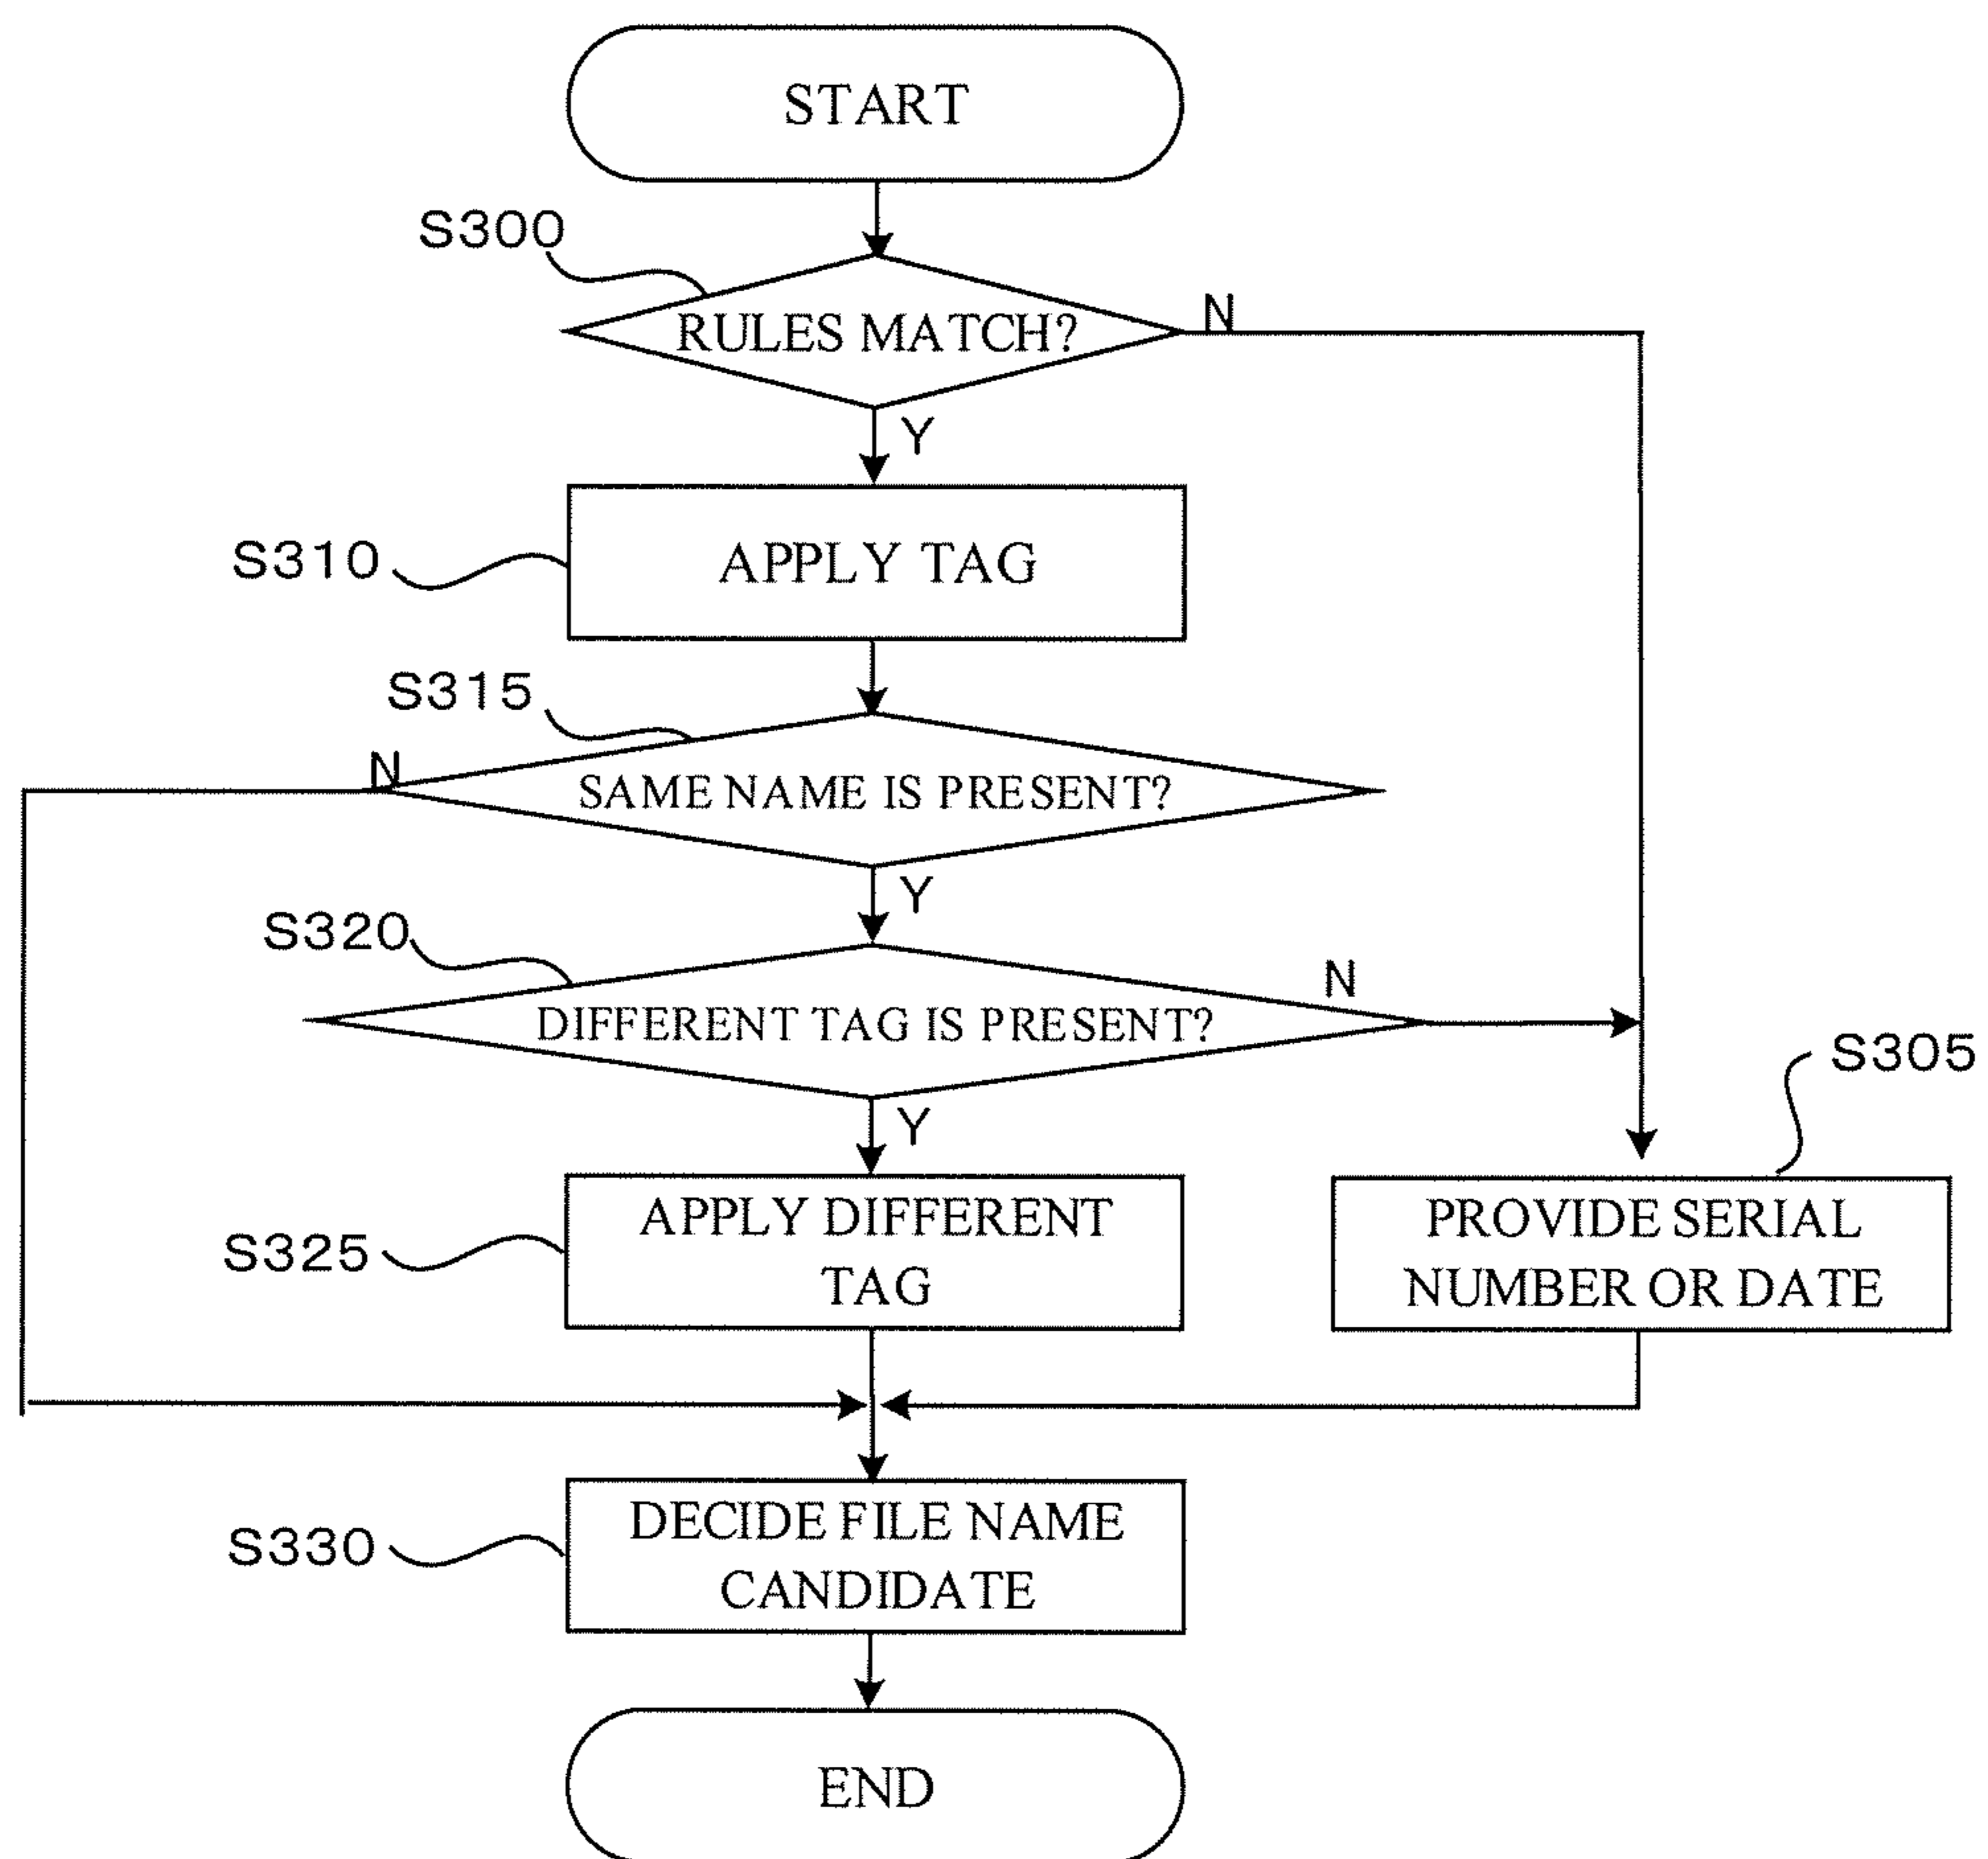 START
S300
RULES MATCH?
N
Y
S310
APPLY TAG
S315
N
SAME NAME IS PRESENT?
Y
S320
N
DIFFERENT TAG IS PRESENT?
S305
Y
S325
APPLY DIFFERENT
TAG
PROVIDE SERIAL
NUMBER OR DATE
S330
DECIDE FILE NAME
CANDIDATE
END